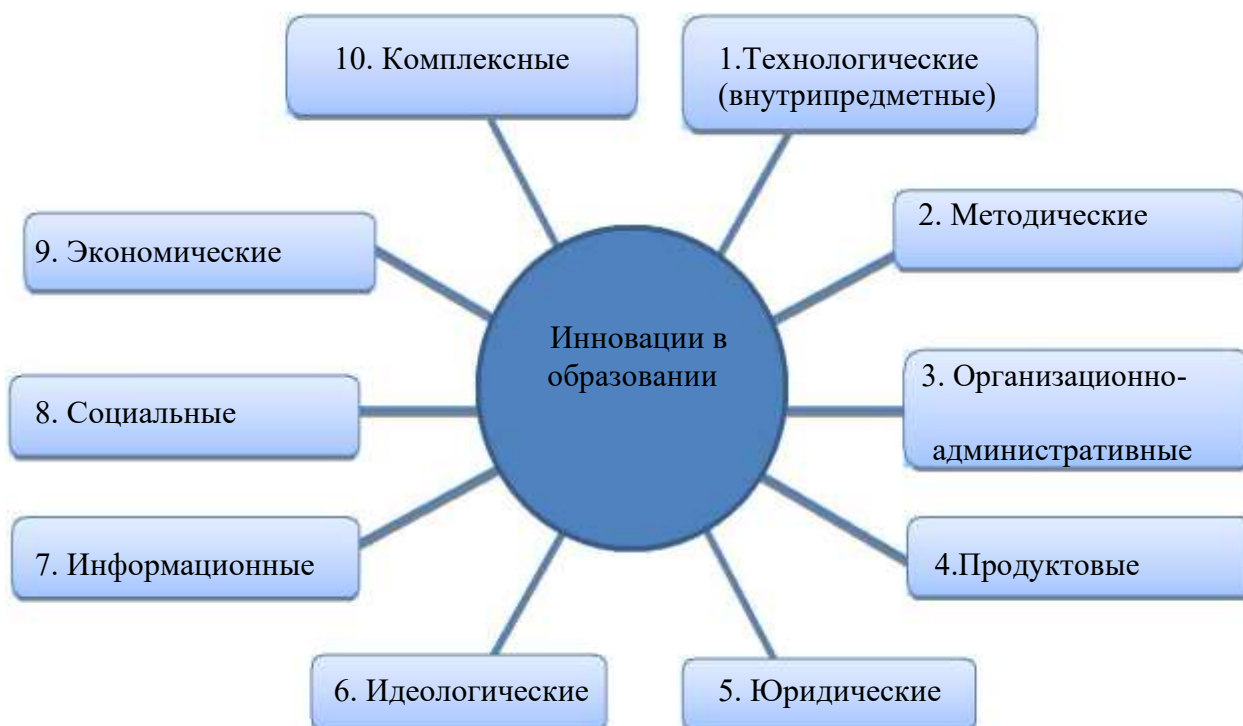 10. Комплексные
1.Технологические
(внутрипредметные)
2. Методические
9. Экономические
Инновации в
образовании
3. Организационно-
административные
8. Социальные
4.Продуктовые
7. Информационные
6. Идеологические
5. Юридические